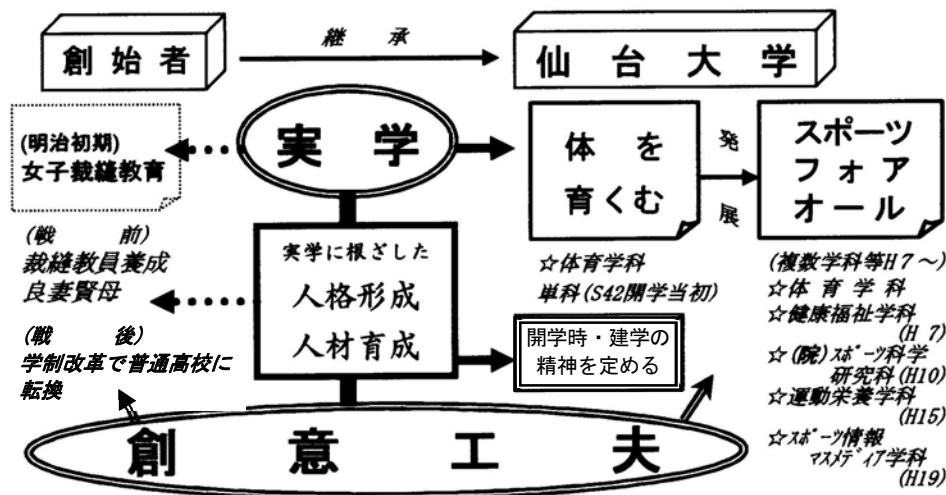 創始者
継　承
仙　台　大　学
(明治初期)
女子裁縫教育
実　学
体　を
育くむ
発
展
スポーツ
フ　ォ　ア
オ　ー　ル
(戦　　前)
裁縫教員養成
良妻賢母
(戦　　後)
学制改革で普通高校に
転換
実学に根ざした
人格形成
人材育成
☆体育学科
単科(S42開学当初)
開学時・建学の
精神を定める
(複数学科等H7～)
☆体 育 学 科
☆健康福祉学科
(H 7)
☆(院)スポーツ科学
研究科(H10)
☆運動栄養学科
(H15)
☆スポーツ情報
マスメディア学科
(H19)
創　意　工　夫